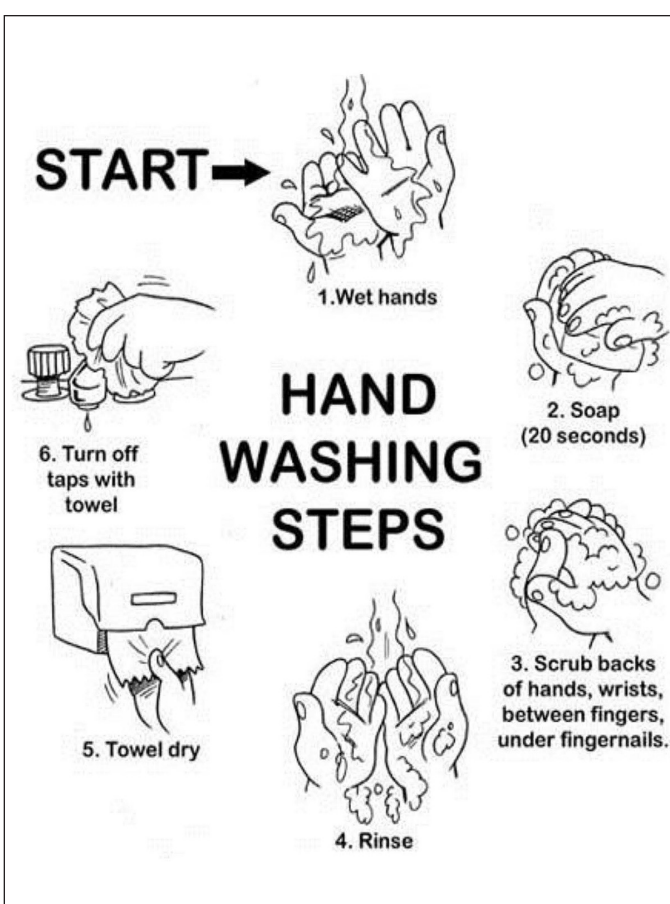 START
1.Wet hands
2. Soap
(20 seconds)
3. Scrub backs
of hands, wrists,
between fingers,
under fingernails.
4. Rinse
5. Towel dry
6. Turn off
taps with
towel
HAND
WASHING
STEPS